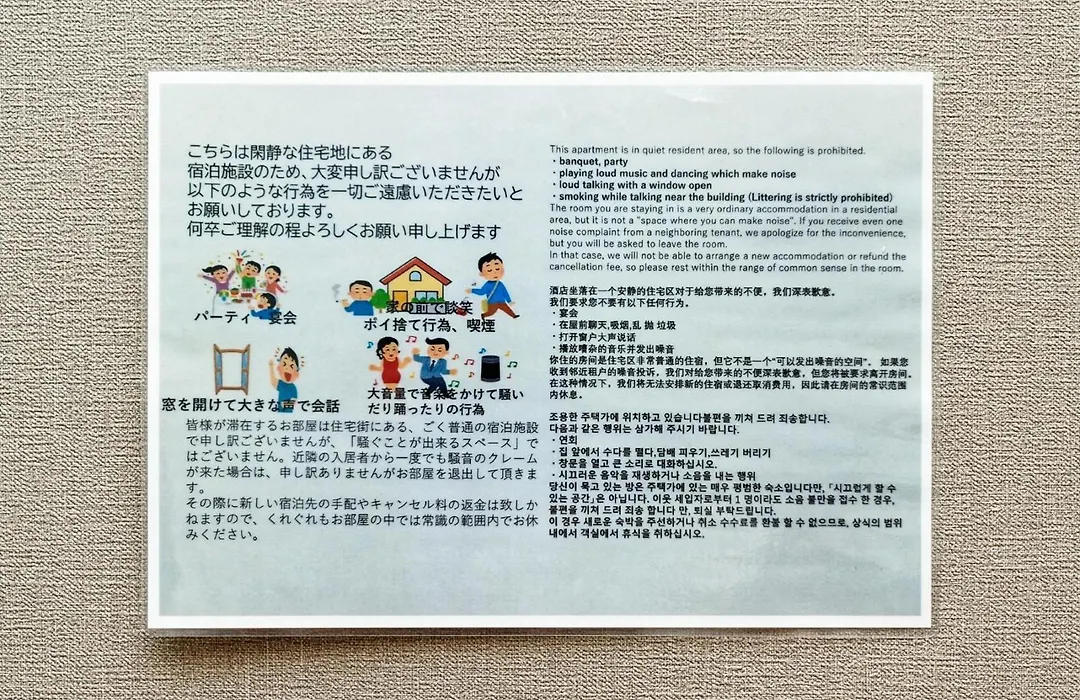 こちらは閑静な住宅地にある
宿泊施設のため、大変申し訳ございませんが
以下のような行為を一切ご遠慮いただきたいと
お願いしております。
何卒ご理解の程よろしくお願い申し上げます
パーティ 宴会
家の前で談笑
ポイ捨て行為、喫煙
窓を開けて大きな声で会話
大音量で音楽をかけて騒い
だり踊ったりの行為
皆様が滞在するお部屋は住宅街にある、ごく普通の宿泊施設
で申し訳ございませんが、「騒ぐことが出来るスペース」で
はございません。近隣の入居者から一度でも騒音のクレーム
が来た場合は、申し訳ありませんがお部屋を退出して頂きま
す。
その際に新しい宿泊先の手配やキャンセル料の返金は致しか
ねますので、くれぐれもお部屋の中では常識の範囲内でお休
みください。
This apartment is in quiet resident area, so the following is prohibited.
・banquet, party
・playing loud music and dancing which make noise
・loud talking with a window open
・smoking while talking near the building (Littering is strictly prohibited)
The room you are staying in is a very ordinary accommodation in a residential
area, but it is not a "space where you can make noise". If you receive even one
noise complaint from a neighboring tenant, we apologize for the inconvenience,
but you will be asked to leave the room.
In that case, we will not be able to arrange a new accommodation or refund the
cancellation fee, so please rest within the range of common sense in the room.
酒店坐落在一个安静的住宅区对于给您带来的不便，我们深表歉意。
我们要求您不要有以下任何行为。
・宴会
・在屋前聊天,吸烟,乱 抛 垃圾
・打开窗户大声说话
・播放嘈杂的音乐并发出噪音
你住的房间是住宅区非常普通的住宿，但它不是一个“可以发出噪音的空间”。 如果您
收到邻近租户的噪音投诉，我们对给您带来的不便深表歉意，但您将被要求离开房间。
在这种情况下，我们将无法安排新的住宿或退还取消费用，因此请在房间的常识范围
内休息。
조용한 주택가에 위치하고 있습니다불편을 끼쳐 드려 죄송합니다.
다음과 같은 행위는 삼가해 주시기 바랍니다.
・연회
・집 앞에서 수다를 떨다,담배 피우기,쓰레기 버리기
・창문을 열고 큰 소리로 대화하십시오.
・시끄러운 음악을 재생하거나 소음을 내는 행위
당신이 묵고 있는 방은 주택가에 있는 매우 평범한 숙소입니다만,「시끄럽게 할 수
있는 공간」은 아닙니다. 이웃 세입자로부터 1 명이라도 소음 불만을 접수 한 경우,
불편을 끼쳐 드려 죄송 합니다 만, 퇴실 부탁드립니다.
이 경우 새로운 숙박을 주선하거나 취소 수수료를 환불 할 수 없으므로, 상식의 범위
내에서 객실에서 휴식을 취하십시오.